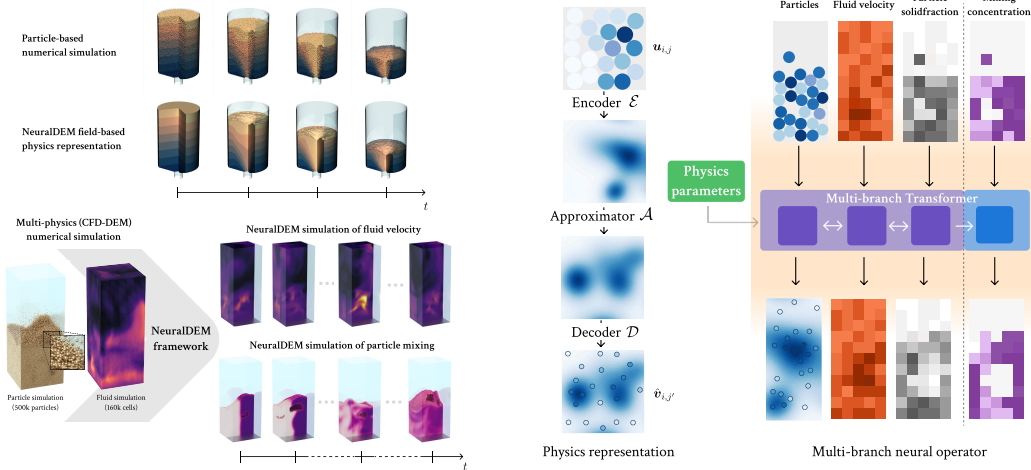 Particle-based
numerical simulation
NeuralDEM field-based
physics representation
t
Multi-physics (CFD-DEM)
numerical simulation
NeuralDEM
framework
Particle simulation
(500k particles)
Fluid simulation
(160k cells)
NeuralDEM simulation of fluid velocity
NeuralDEM simulation of particle mixing
t
u_{i,j}
Encoder ℰ
Approximator 𝒜
Decoder 𝒟
v̂_{i,j′}
Physics representation
Particles
Fluid velocity
solidfraction
concentration
Physics
parameters
Multi-branch Transformer
Multi-branch neural operator